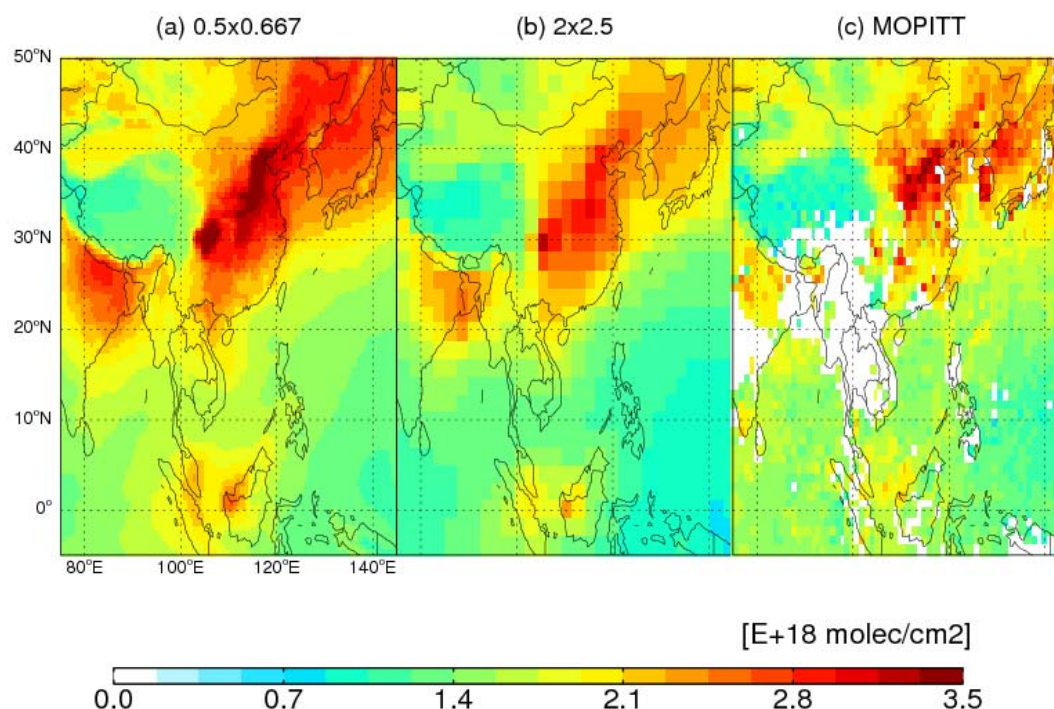 (a) 0.5x0.667 (b) 2x2.5 (c) MOPITT
50°N
40°N
30°N
20°N
10°N
0°
80°E 100°E 120°E 140°E
[E+18 molec/cm2]
0.0 0.7 1.4 2.1 2.8 3.5